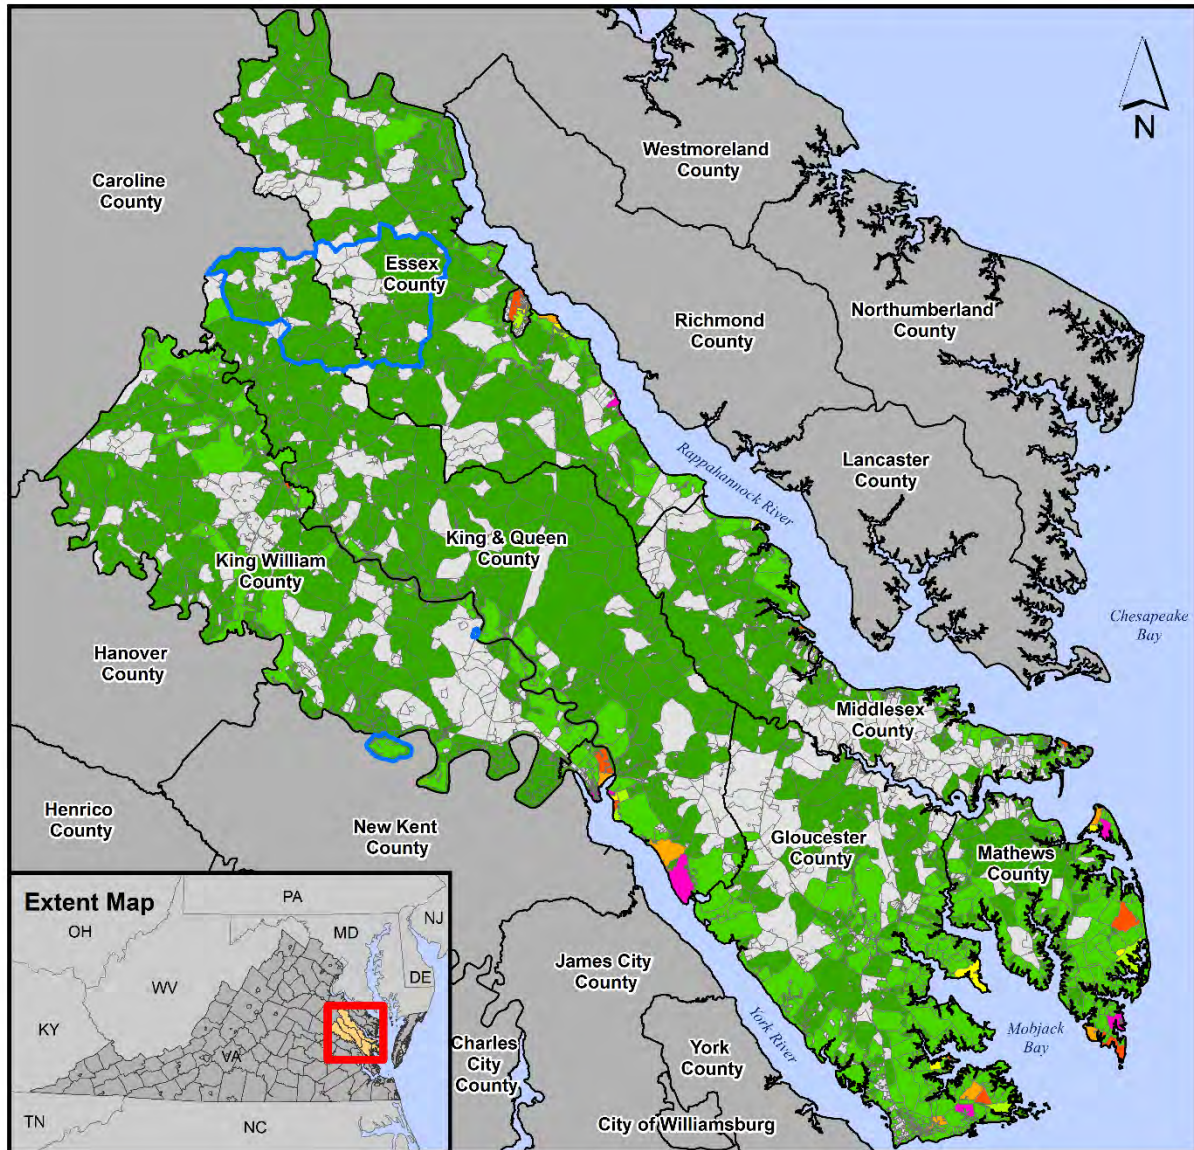 N
Westmoreland
County
Caroline
County
Essex
County
Richmond
County
Northumberland
County
Rappahannock River
Lancaster
County
King & Queen
County
King William
County
Chesapeake
Bay
Hanover
County
Middlesex
County
Henrico
County
New Kent
County
Gloucester
County
Mathews
County
James City
County
York River
Mobjack
Bay
Charles
City
County
York
County
City of Williamsburg
Extent Map
PA
OH
MD
NJ
DE
WV
KY
VA
TN
NC